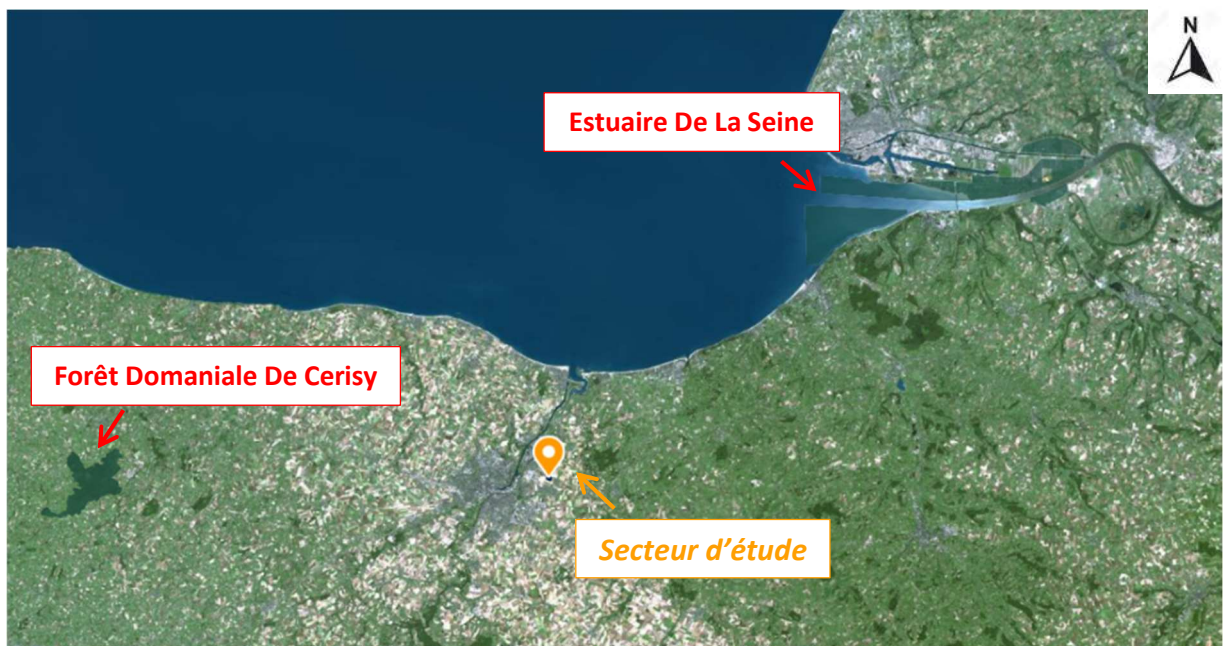 N
Estuaire De La Seine
Forêt Domaniale De Cerisy
Secteur d'étude